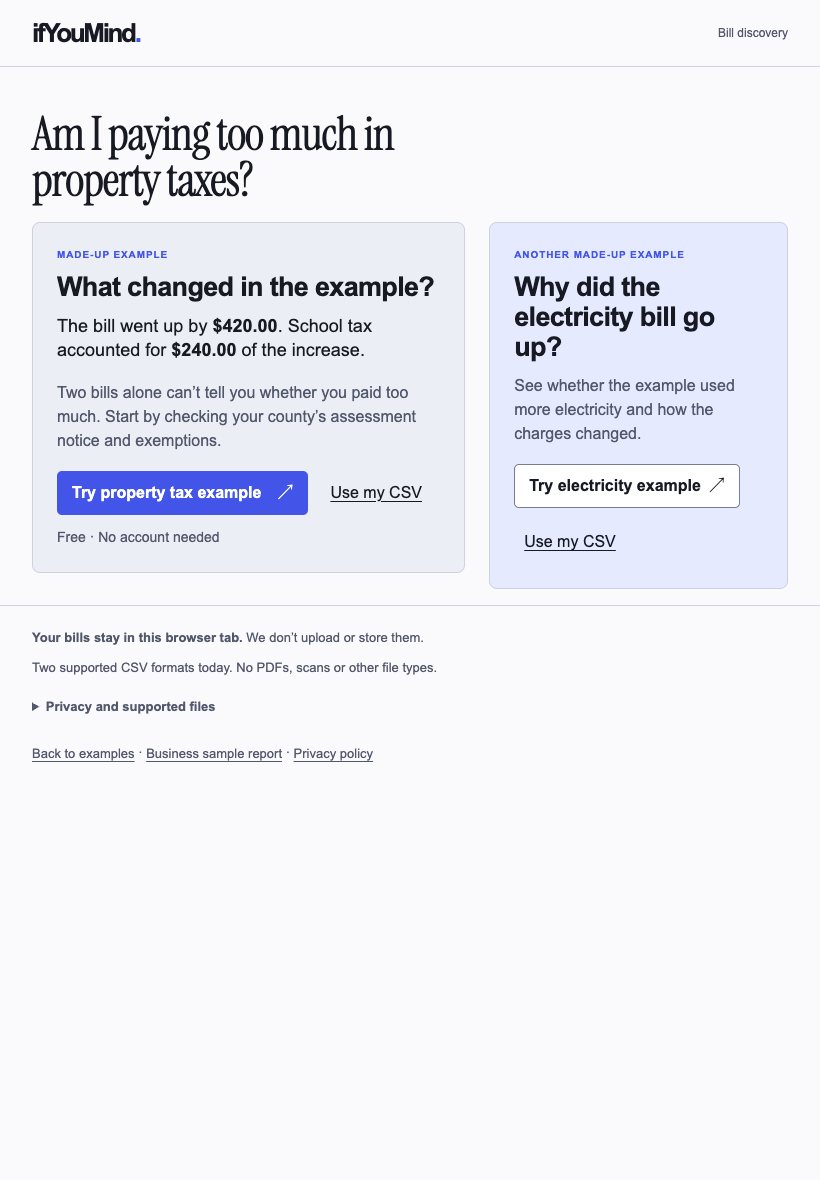 ifYouMind.
Bill discovery
Am I paying too much in
property taxes?
MADE-UP EXAMPLE
What changed in the example?
The bill went up by $420.00. School tax
accounted for $240.00 of the increase.
Two bills alone can’t tell you whether you paid too
much. Start by checking your county’s assessment
notice and exemptions.
Try property tax example ↗
Use my CSV
Free · No account needed
ANOTHER MADE-UP EXAMPLE
Why did the
electricity bill go
up?
See whether the example used
more electricity and how the
charges changed.
Try electricity example ↗
Use my CSV
Your bills stay in this browser tab. We don’t upload or store them.
Two supported CSV formats today. No PDFs, scans or other file types.
Privacy and supported files
Back to examples · Business sample report · Privacy policy